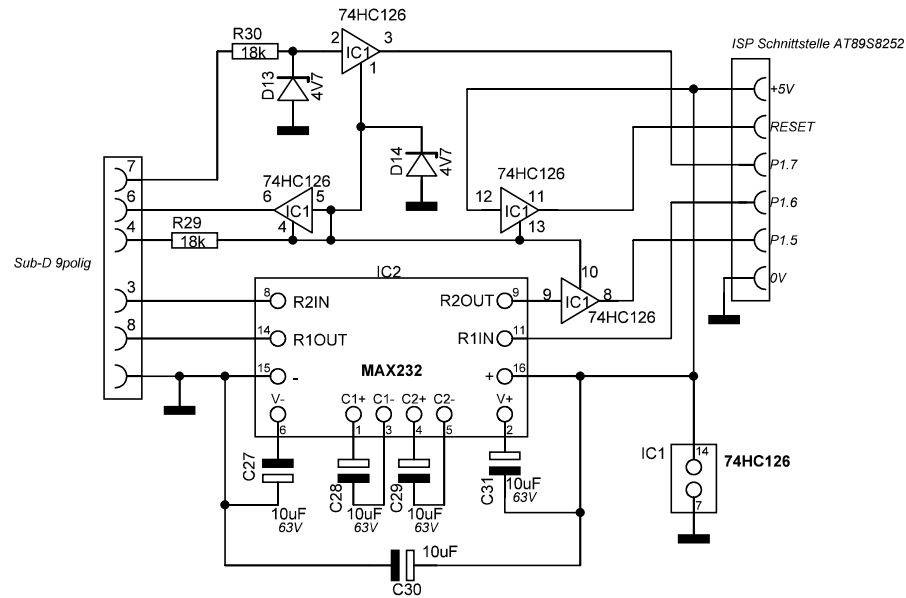 74HC126
R30
18k
2
3
IC1
1
D13
4V7
ISP Schnittstelle AT89S8252
+5V
RESET
P1.7
P1.6
P1.5
0V
D14
4V7
7
6
4
3
8
Sub-D 9polig
74HC126
6
5
IC1
4
R29
18k
74HC126
12
11
IC1
13
10
9
8
IC1
74HC126
IC2
8
R2IN
R2OUT
9
14
R1OUT
R1IN
11
15
-
MAX232
+
16
V-
C1+
C1-
C2+
C2-
V+
6
1
3
4
5
2
C27
10uF
63V
C28
10uF
63V
C29
10uF
63V
C31
10uF
63V
10uF
C30
IC1
14
74HC126
7